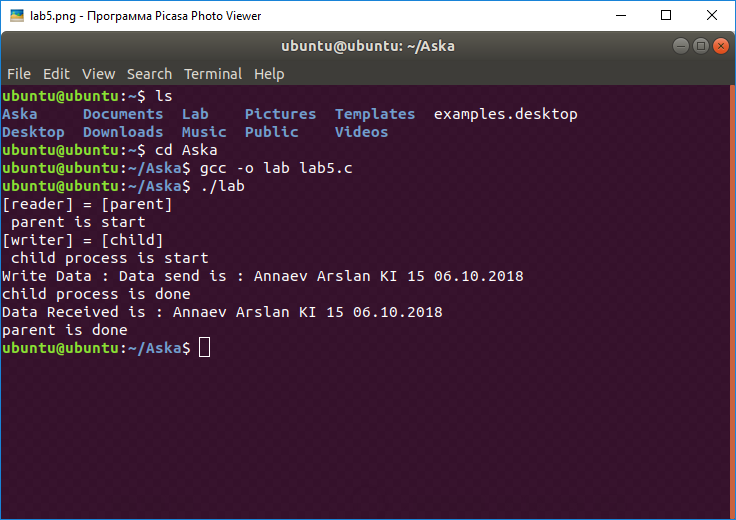 lab5.png - Программа Picasa Photo Viewer
ubuntu@ubuntu: ~/Aska
File Edit View Search Terminal Help
ubuntu@ubuntu:~$ ls
Aska Documents Lab Pictures Templates examples.desktop
Desktop Downloads Music Public Videos
ubuntu@ubuntu:~$ cd Aska
ubuntu@ubuntu:~/Aska$ gcc -o lab lab5.c
ubuntu@ubuntu:~/Aska$ ./lab
[reader] = [parent]
 parent is start
[writer] = [child]
 child process is start
Write Data : Data send is : Annaev Arslan KI 15 06.10.2018
child process is done
Data Received is : Annaev Arslan KI 15 06.10.2018
parent is done
ubuntu@ubuntu:~/Aska$